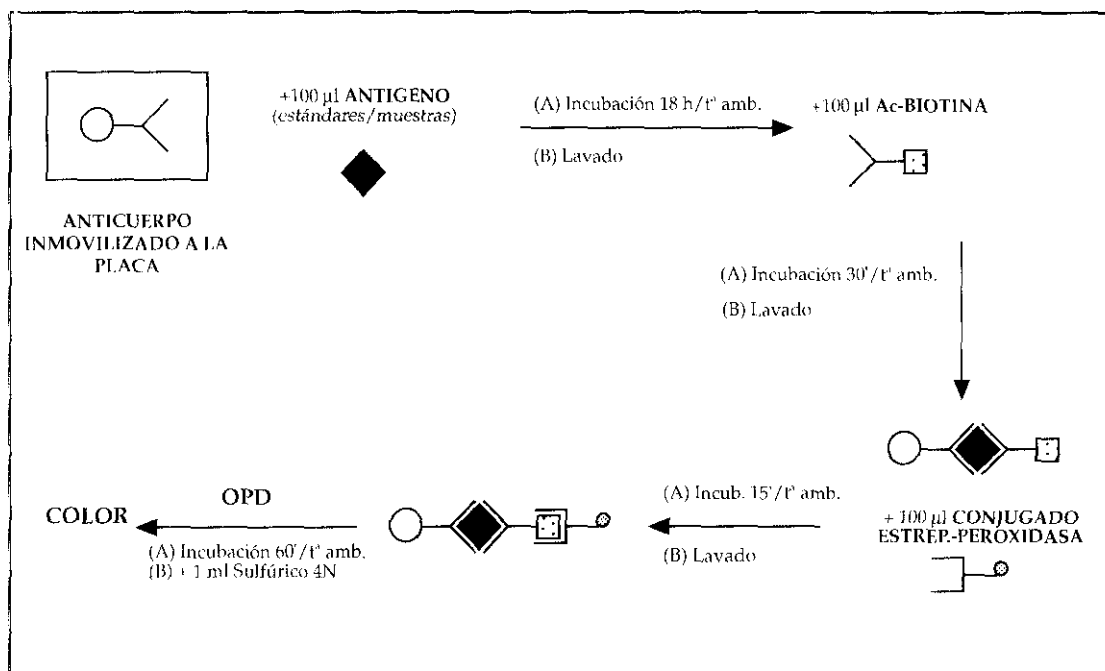 +100 µl ANTIGENO
(estándares/muestras)
(A) Incubación 18 h/tª amb.
(B) Lavado
+100 µl Ac-BIOTINA
ANTICUERPO
INMOVILIZADO A LA
PLACA
(A) Incubación 30'/tª amb.
(B) Lavado
+ 100 µl CONJUGADO
ESTREP.-PEROXIDASA
(A) Incub. 15'/tª amb.
(B) Lavado
OPD
(A) Incubación 60'/tª amb.
(B) + 1 ml Sulfúrico 4N
COLOR